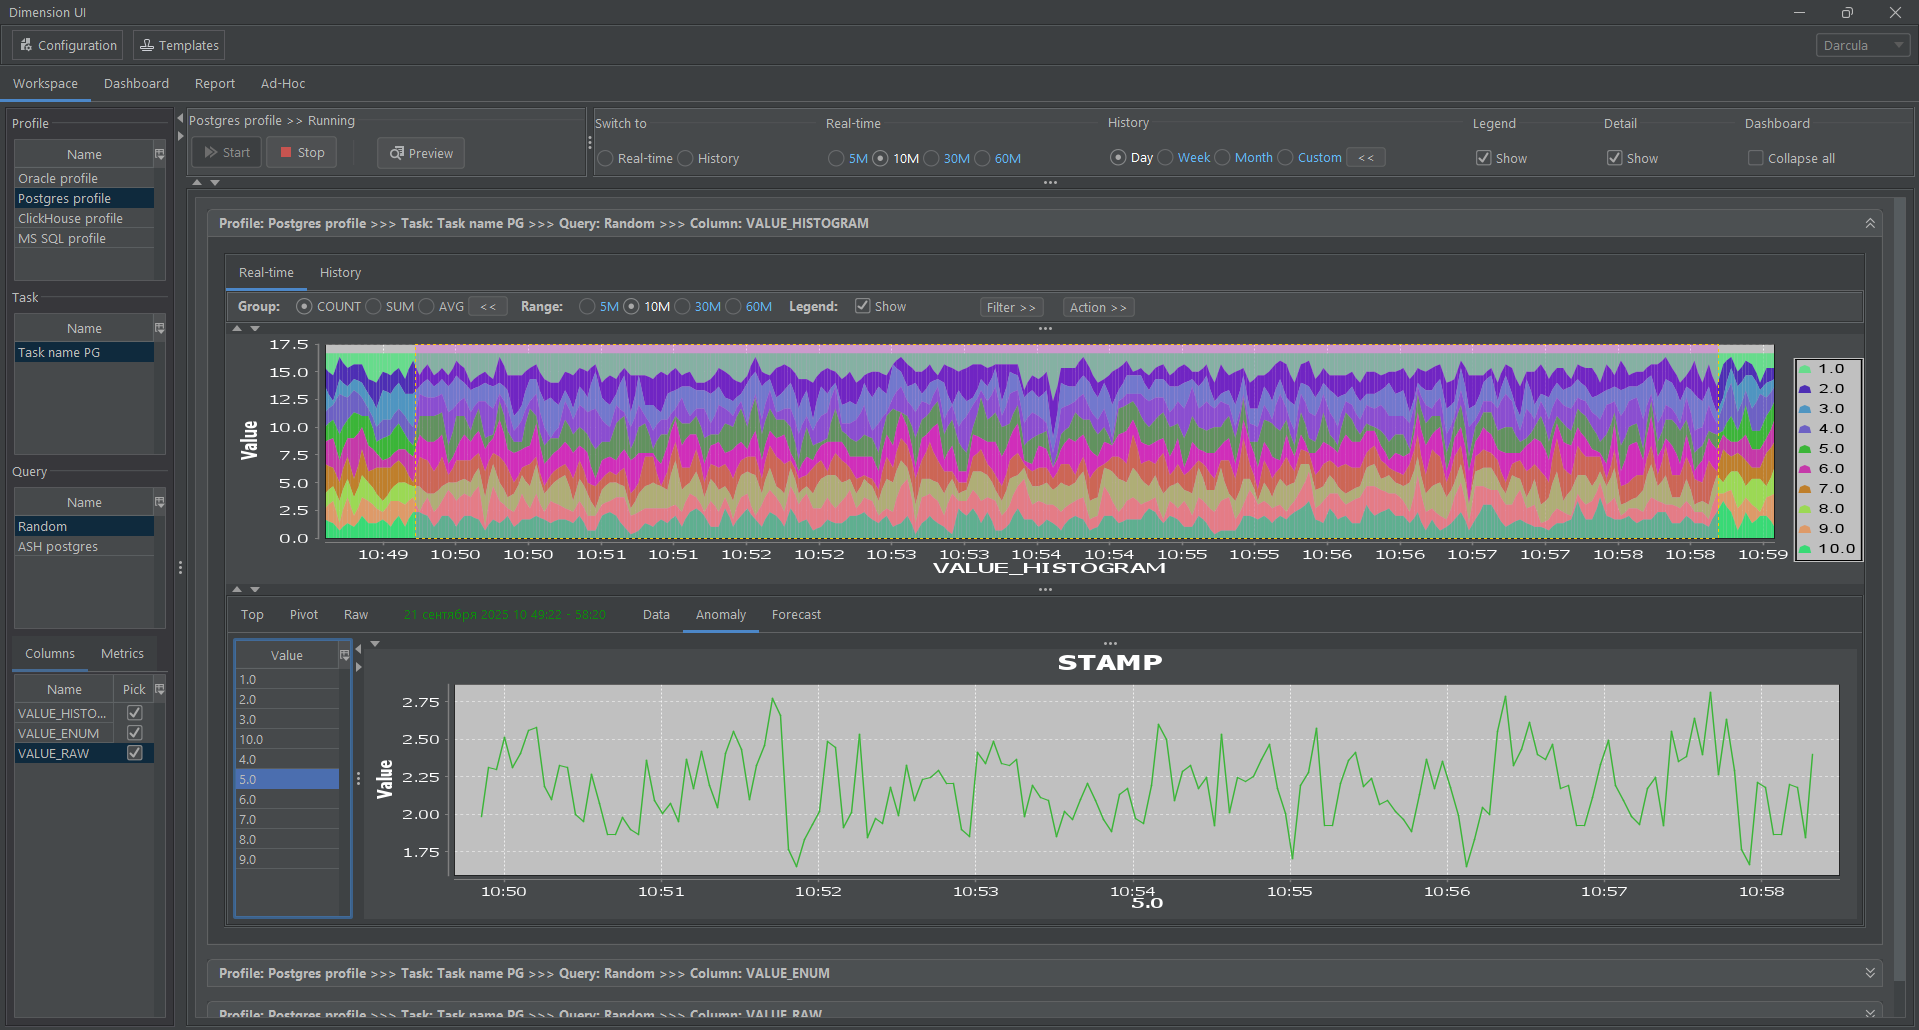 Dimension UI
Configuration Templates Darcula
Workspace Dashboard Report Ad-Hoc
Profile
Name
Oracle profile
Postgres profile
ClickHouse profile
MS SQL profile
Task
Name
Task name PG
Query
Name
Random
ASH postgres
Columns Metrics
Name Pick
VALUE_HISTO...
VALUE_ENUM
VALUE_RAW
Postgres profile >> Running
Start Stop Preview
Switch to
Real-time History
Real-time
5M 10M 30M 60M
History
Day Week Month Custom <<
Legend
Show
Detail
Show
Dashboard
Collapse all
Profile: Postgres profile >>> Task: Task name PG >>> Query: Random >>> Column: VALUE_HISTOGRAM
Real-time History
Group: COUNT SUM AVG << Range: 5M 10M 30M 60M Legend: Show Filter >> Action >>
Value
17.5
15.0
12.5
10.0
7.5
5.0
2.5
0.0
10:49 10:50 10:50 10:51 10:51 10:52 10:52 10:53 10:53 10:54 10:54 10:55 10:55 10:56 10:56 10:57 10:57 10:58 10:58 10:59
VALUE_HISTOGRAM
1.0
2.0
3.0
4.0
5.0
6.0
7.0
8.0
9.0
10.0
Top Pivot Raw 21 сентября 2025 10:49:22 - 58:20 Data Anomaly Forecast
Value
1.0
2.0
3.0
10.0
4.0
5.0
6.0
7.0
8.0
9.0
STAMP
Value
2.75
2.50
2.25
2.00
1.75
10:50 10:51 10:52 10:53 10:54 10:55 10:56 10:57 10:58
5.0
Profile: Postgres profile >>> Task: Task name PG >>> Query: Random >>> Column: VALUE_ENUM
Profile: Postgres profile >>> Task: Task name PG >>> Query: Random >>> Column: VALUE_RAW